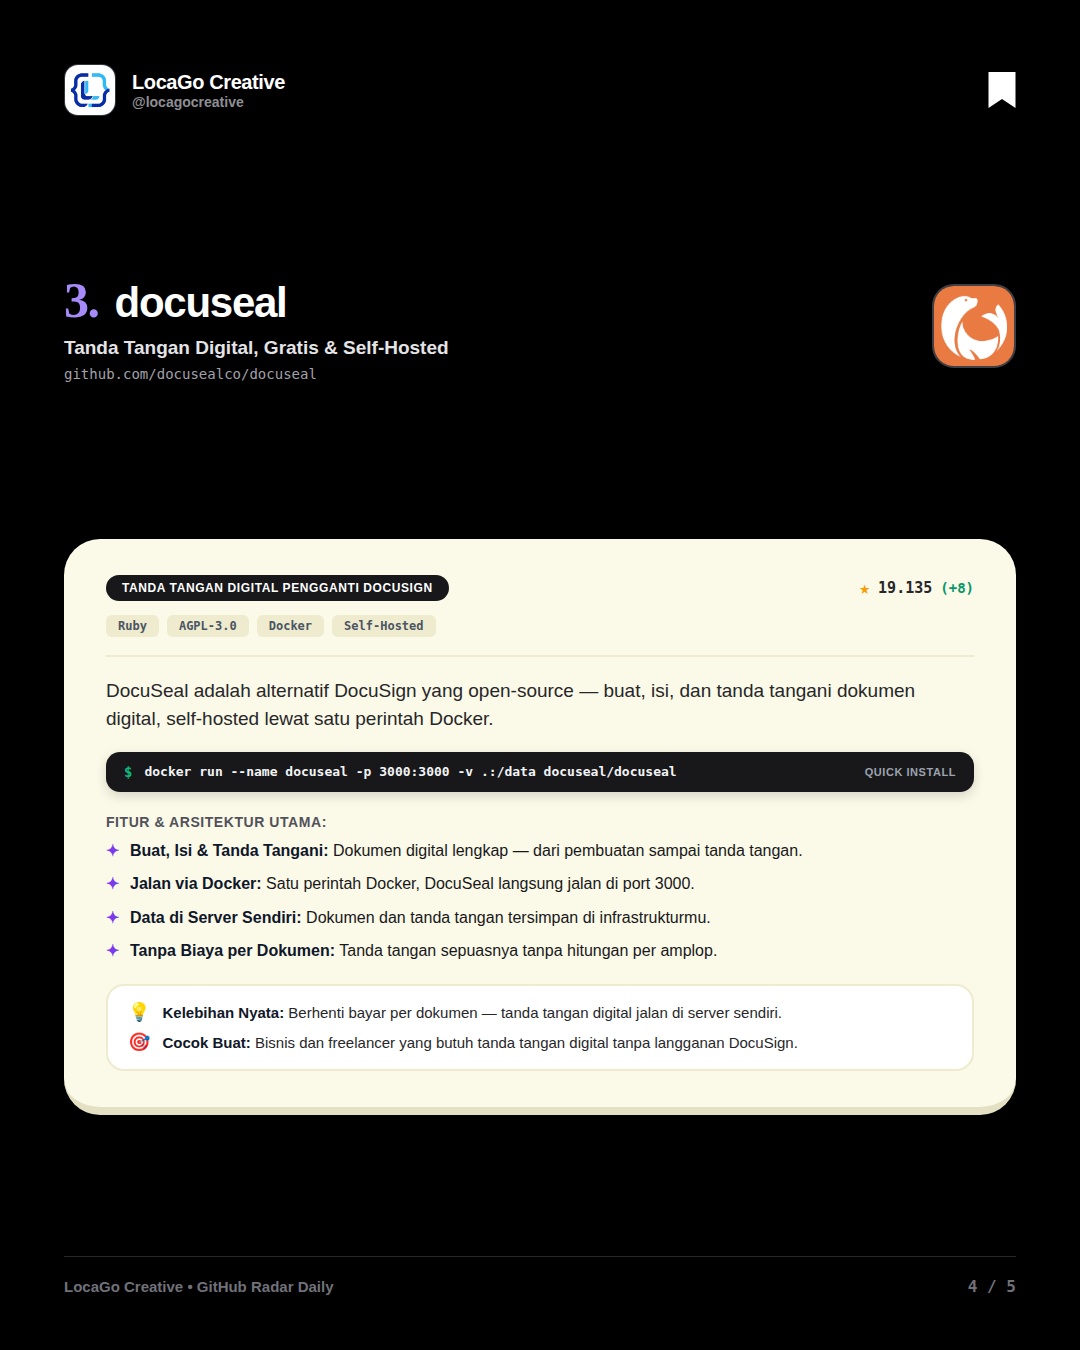 LocaGo Creative
@locagocreative
3. docuseal
Tanda Tangan Digital, Gratis & Self-Hosted
github.com/docusealco/docuseal
TANDA TANGAN DIGITAL PENGGANTI DOCUSIGN
★ 19.135 (+8)
Ruby AGPL-3.0 Docker Self-Hosted
DocuSeal adalah alternatif DocuSign yang open-source — buat, isi, dan tanda tangani dokumen
digital, self-hosted lewat satu perintah Docker.
$ docker run --name docuseal -p 3000:3000 -v .:/data docuseal/docuseal QUICK INSTALL
FITUR & ARSITEKTUR UTAMA:
✦ Buat, Isi & Tanda Tangani: Dokumen digital lengkap — dari pembuatan sampai tanda tangan.
✦ Jalan via Docker: Satu perintah Docker, DocuSeal langsung jalan di port 3000.
✦ Data di Server Sendiri: Dokumen dan tanda tangan tersimpan di infrastrukturmu.
✦ Tanpa Biaya per Dokumen: Tanda tangan sepuasnya tanpa hitungan per amplop.
💡 Kelebihan Nyata: Berhenti bayar per dokumen — tanda tangan digital jalan di server sendiri.
🎯 Cocok Buat: Bisnis dan freelancer yang butuh tanda tangan digital tanpa langganan DocuSign.
LocaGo Creative • GitHub Radar Daily
4 / 5